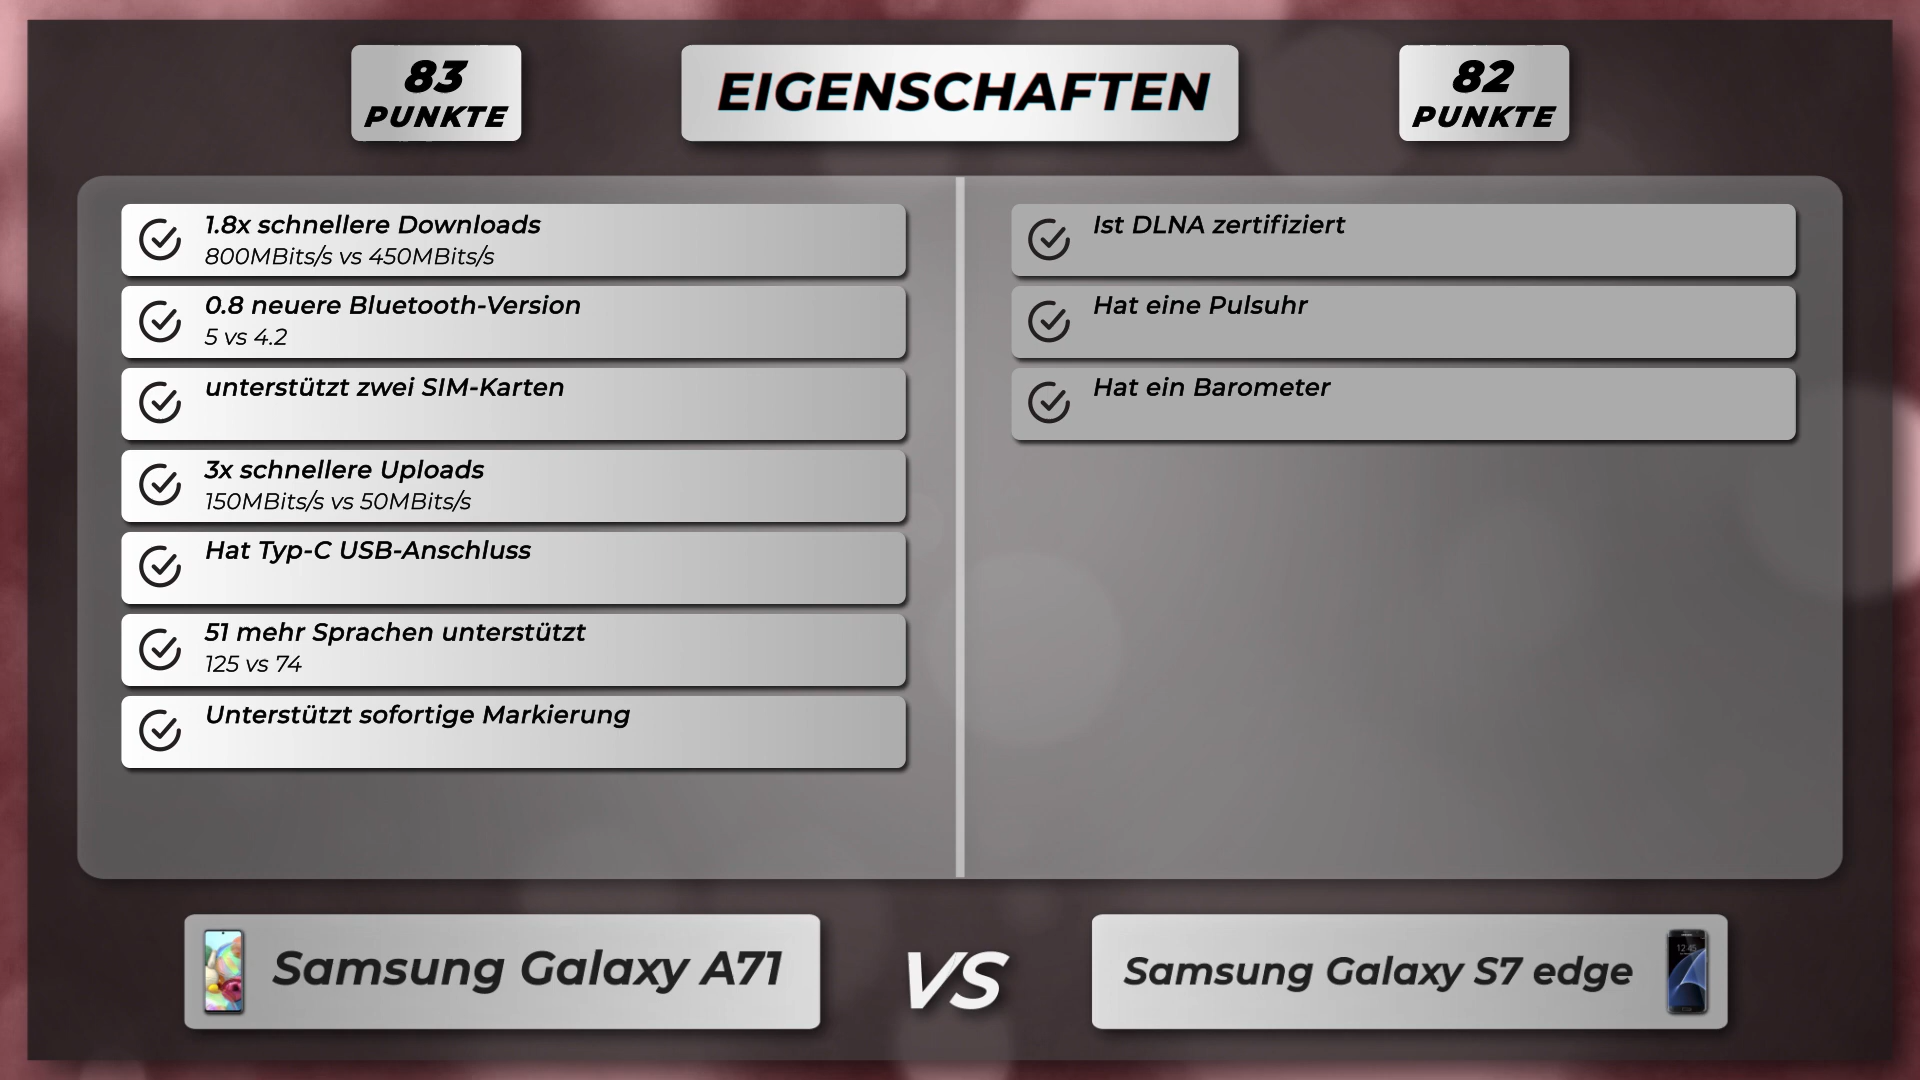 83
PUNKTE
EIGENSCHAFTEN
82
PUNKTE
1.8x schnellere Downloads
800MBits/s vs 450MBits/s
0.8 neuere Bluetooth-Version
5 vs 4.2
unterstützt zwei SIM-Karten
3x schnellere Uploads
150MBits/s vs 50MBits/s
Hat Typ-C USB-Anschluss
51 mehr Sprachen unterstützt
125 vs 74
Unterstützt sofortige Markierung
Ist DLNA zertifiziert
Hat eine Pulsuhr
Hat ein Barometer
Samsung Galaxy A71
VS
Samsung Galaxy S7 edge
12:45